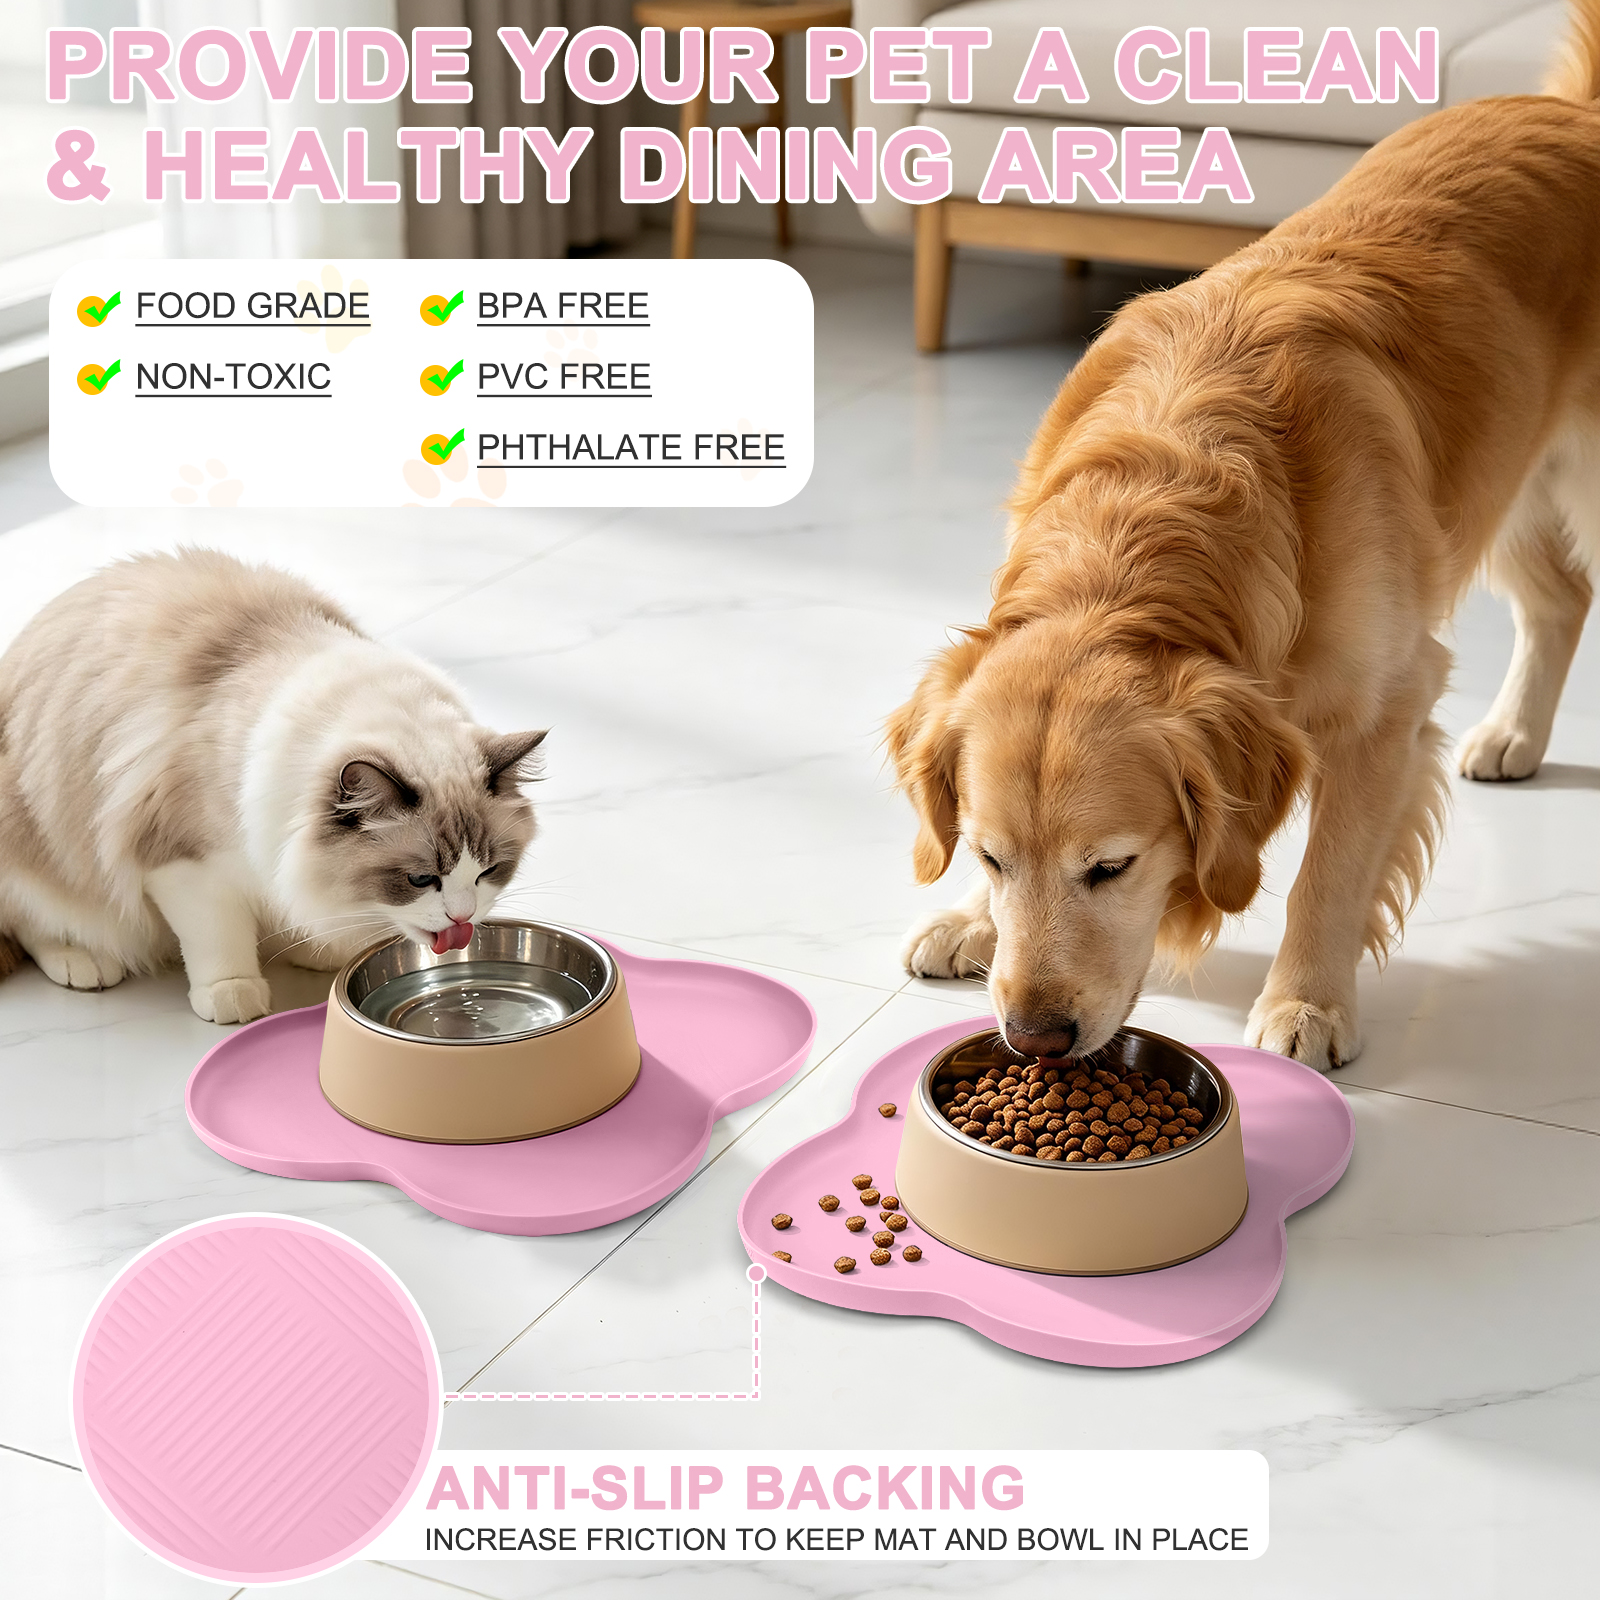 PROVIDE YOUR PET A CLEAN
& HEALTHY DINING AREA
FOOD GRADE
BPA FREE
NON-TOXIC
PVC FREE
PHTHALATE FREE
ANTI-SLIP BACKING
INCREASE FRICTION TO KEEP MAT AND BOWL IN PLACE